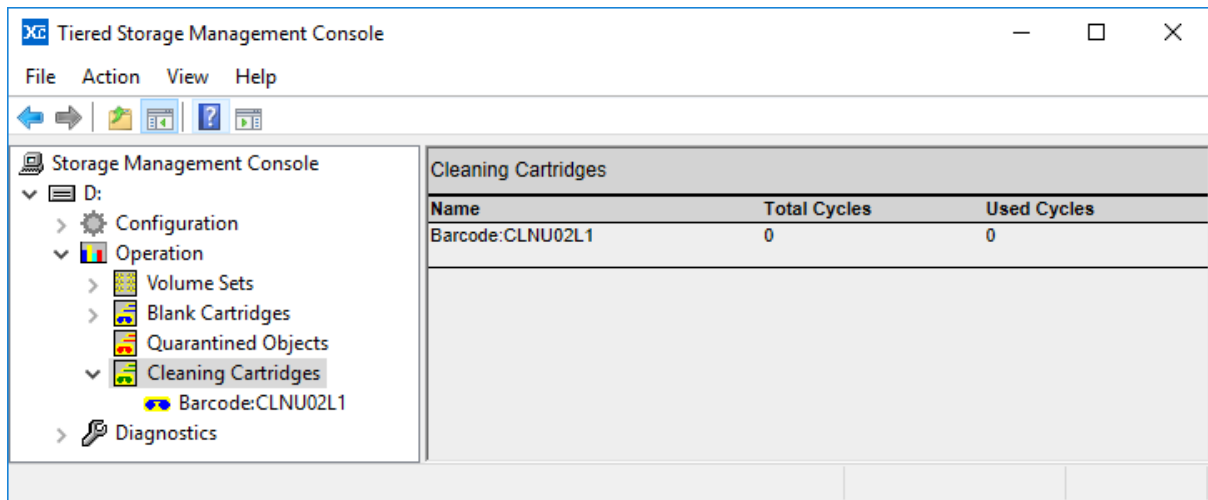 XC Tiered Storage Management Console
File Action View Help
?
Storage Management Console
D:
Configuration
Operation
Volume Sets
Blank Cartridges
Quarantined Objects
Cleaning Cartridges
Barcode:CLNU02L1
Diagnostics
Cleaning Cartridges
Name Total Cycles Used Cycles
Barcode:CLNU02L1 0 0